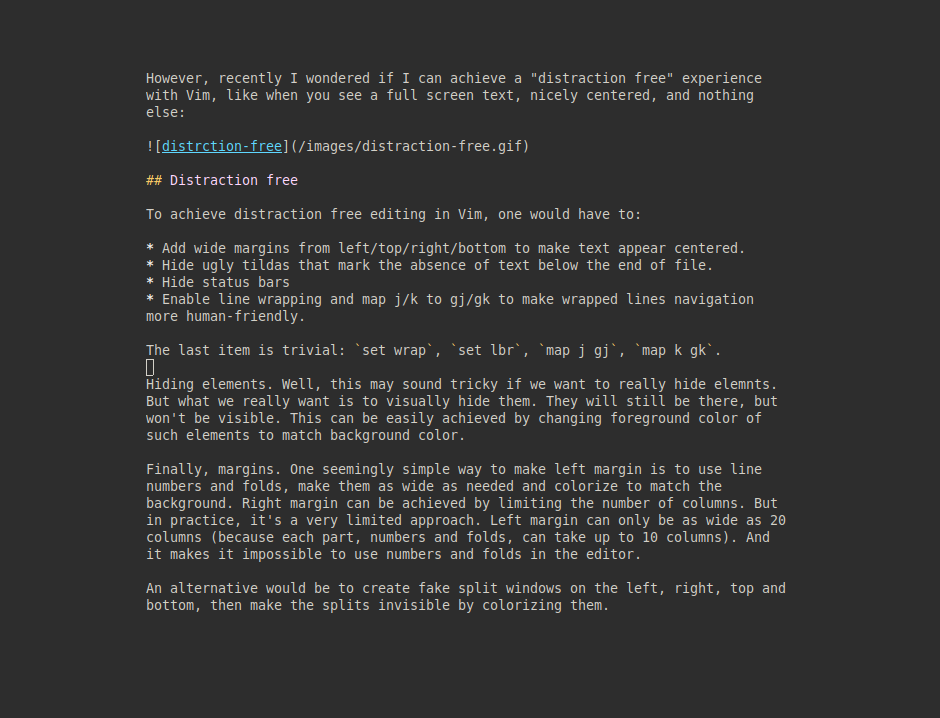 However, recently I wondered if I can achieve a "distraction free" experience
with Vim, like when you see a full screen text, nicely centered, and nothing
else:
![distrction-free](/images/distraction-free.gif)
## Distraction free
To achieve distraction free editing in Vim, one would have to:
* Add wide margins from left/top/right/bottom to make text appear centered.
* Hide ugly tildas that mark the absence of text below the end of file.
* Hide status bars
* Enable line wrapping and map j/k to gj/gk to make wrapped lines navigation
more human-friendly.
The last item is trivial: `set wrap`, `set lbr`, `map j gj`, `map k gk`.
Hiding elements. Well, this may sound tricky if we want to really hide elemnts.
But what we really want is to visually hide them. They will still be there, but
won't be visible. This can be easily achieved by changing foreground color of
such elements to match background color.
Finally, margins. One seemingly simple way to make left margin is to use line
numbers and folds, make them as wide as needed and colorize to match the
background. Right margin can be achieved by limiting the number of columns. But
in practice, it's a very limited approach. Left margin can only be as wide as 20
columns (because each part, numbers and folds, can take up to 10 columns). And
it makes it impossible to use numbers and folds in the editor.
An alternative would be to create fake split windows on the left, right, top and
bottom, then make the splits invisible by colorizing them.